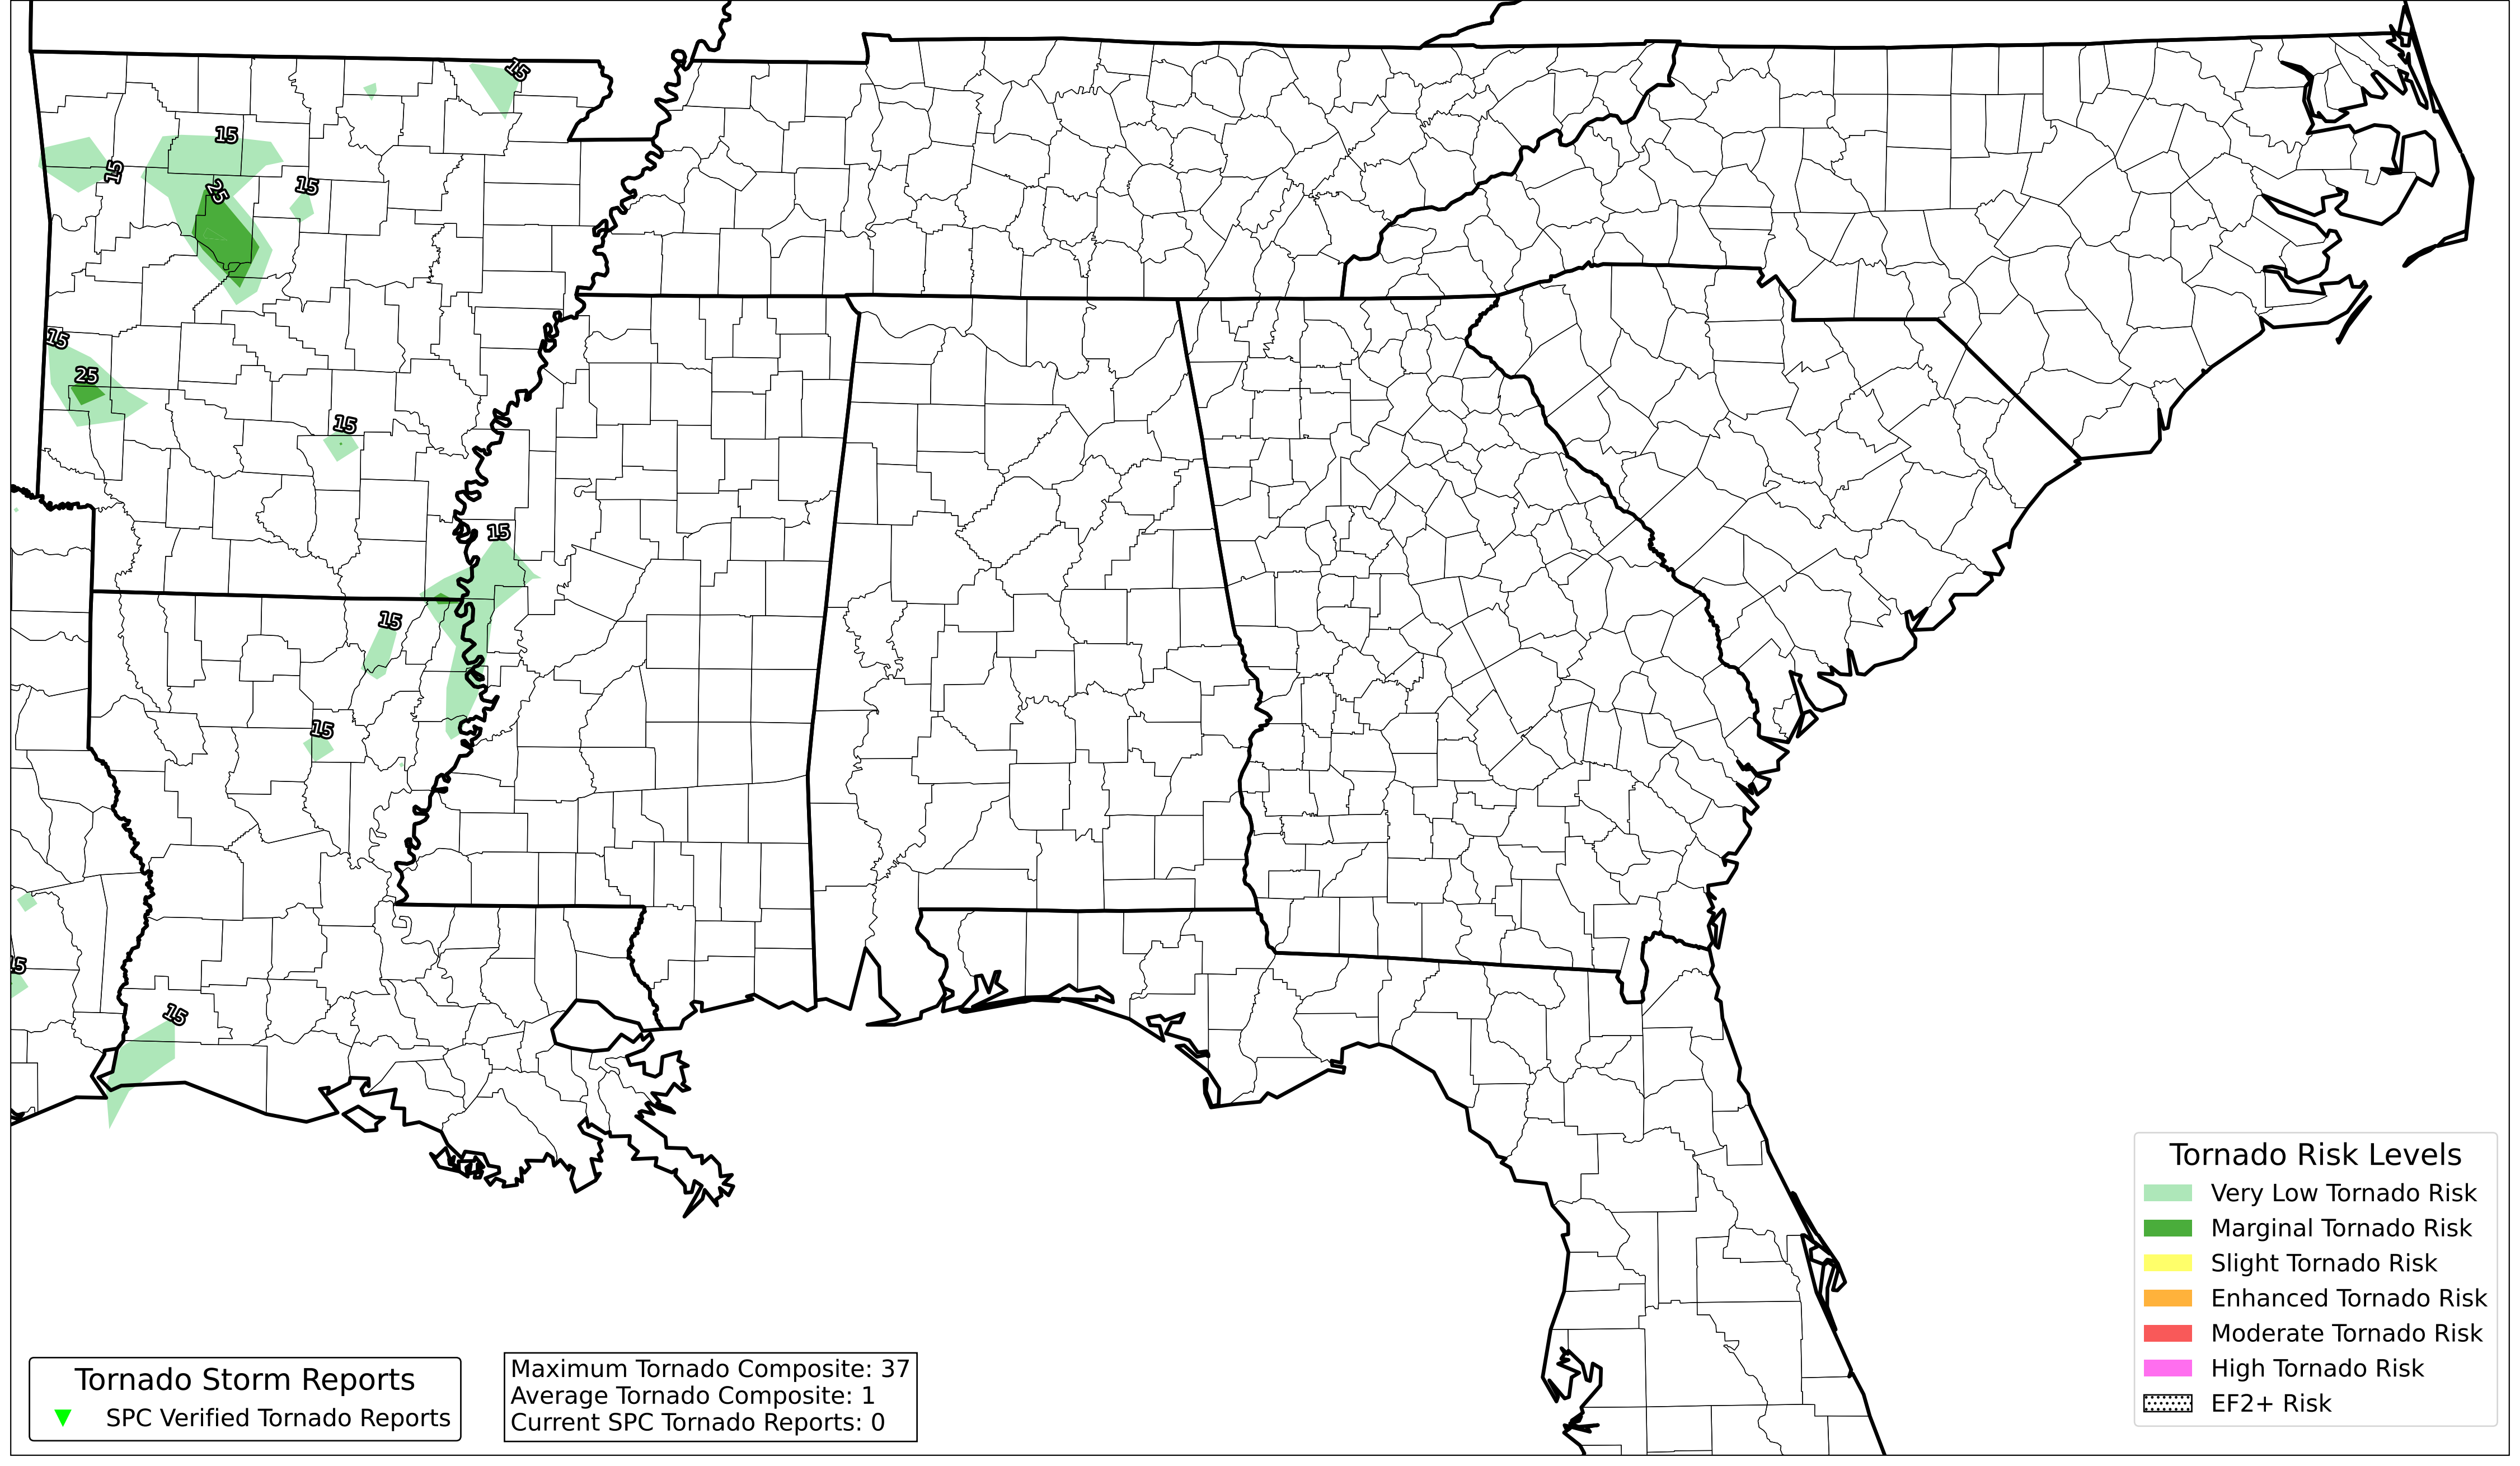 15
15
15
25
15
15
25
15
15
15
15
15
15
Tornado Risk Levels
Very Low Tornado Risk
Marginal Tornado Risk
Slight Tornado Risk
Enhanced Tornado Risk
Moderate Tornado Risk
High Tornado Risk
EF2+ Risk
Tornado Storm Reports
SPC Verified Tornado Reports
Maximum Tornado Composite: 37
Average Tornado Composite: 1
Current SPC Tornado Reports: 0